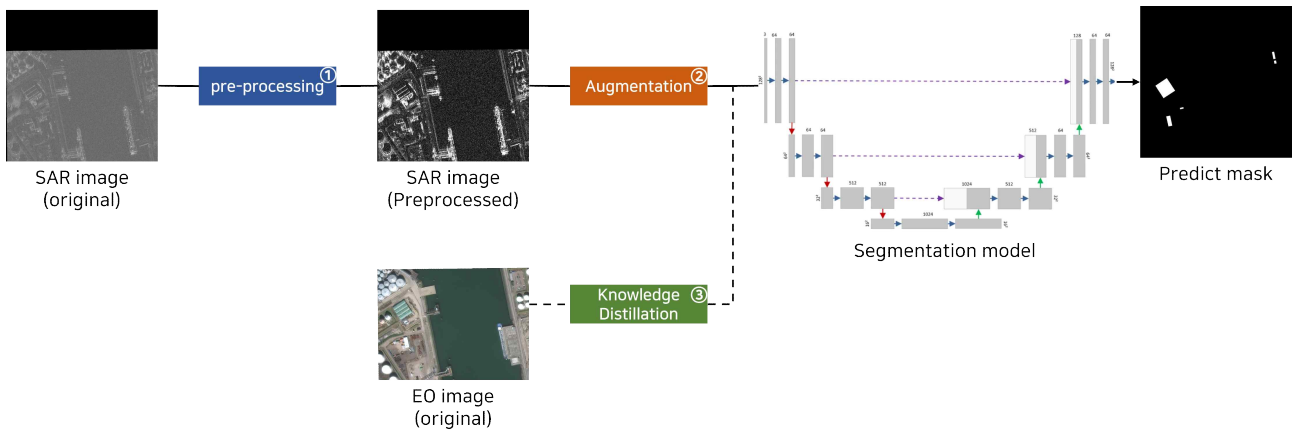 pre-processing
①
Augmentation
②
SAR image
(original)
SAR image
(Preprocessed)
Knowledge
Distillation
③
EO image
(original)
64
64
128
64
64
64
64
512
64
512
512
1024
512
1024
Segmentation model
Predict mask